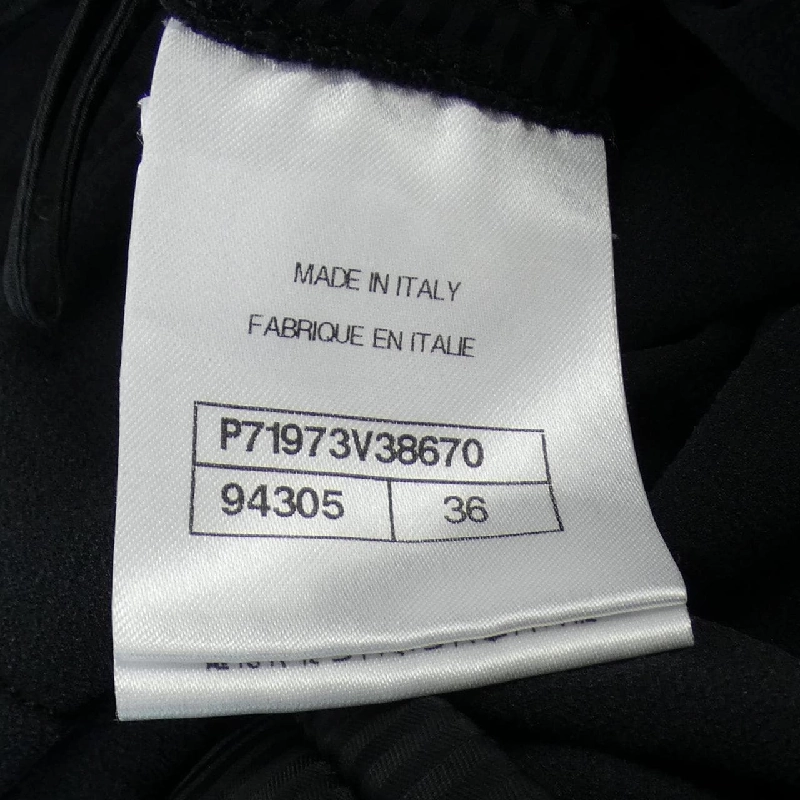 MADE IN ITALY
FABRIQUE EN ITALIE
P71973V38670
94305 36